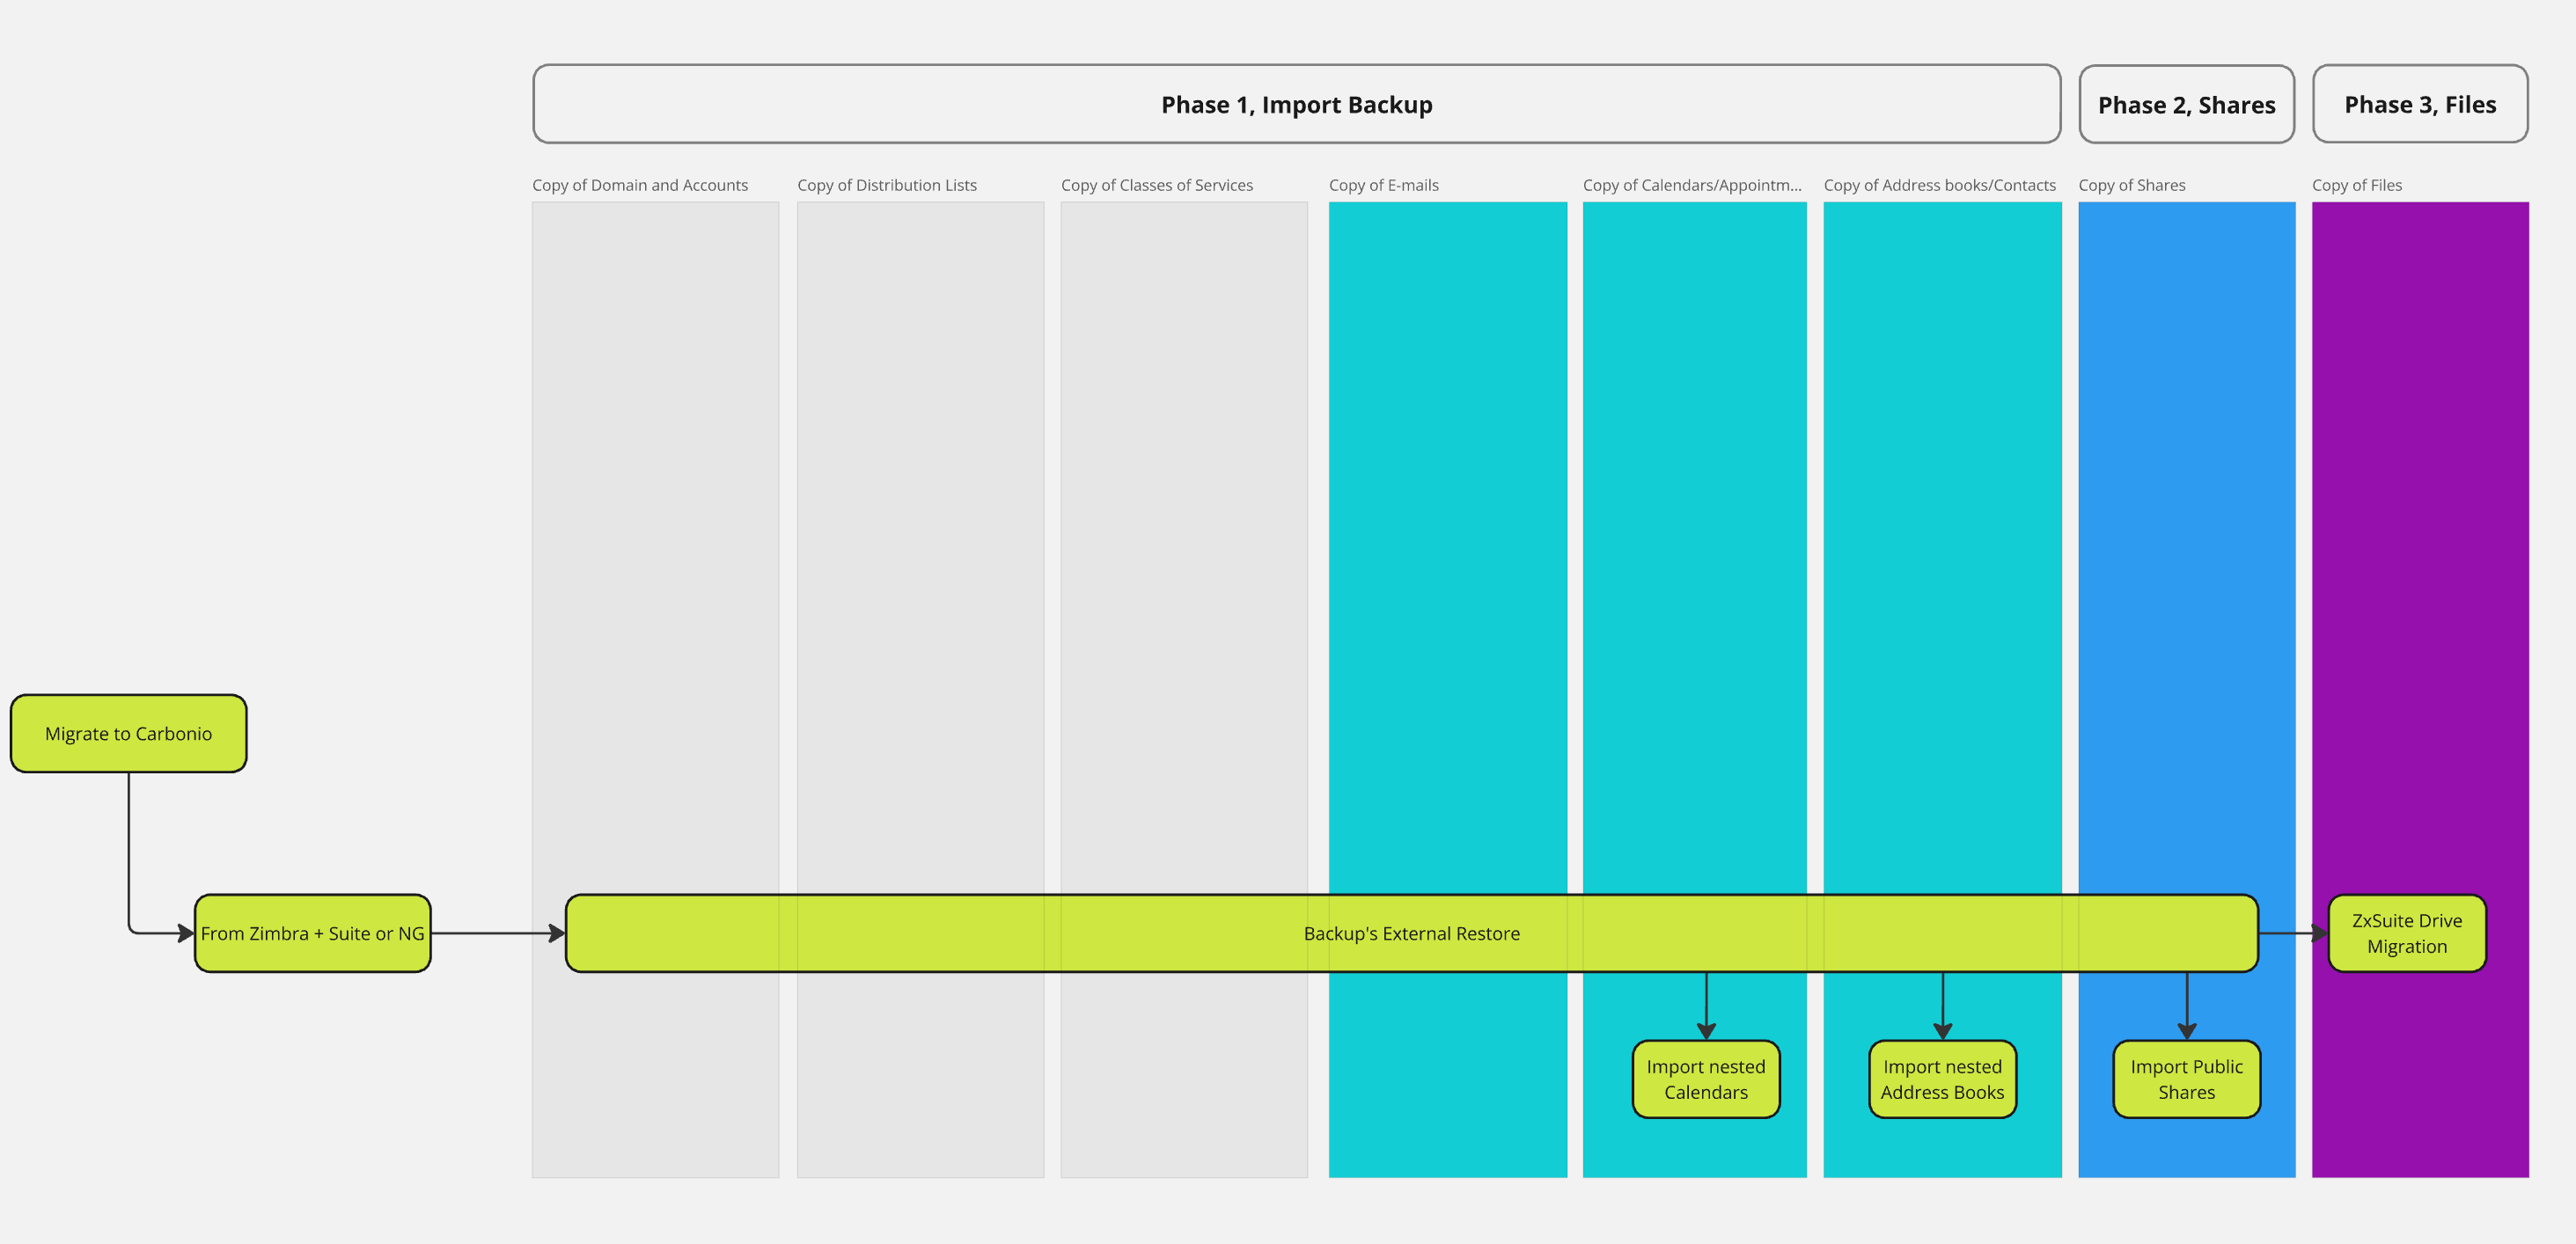 Phase 1, Import Backup
Phase 2, Shares
Phase 3, Files
Copy of Domain and Accounts
Copy of Distribution Lists
Copy of Classes of Services
Copy of E-mails
Copy of Calendars/Appointm...
Copy of Address books/Contacts
Copy of Shares
Copy of Files
Migrate to Carbonio
From Zimbra + Suite or NG
Backup's External Restore
ZxSuite Drive
Migration
Import nested
Calendars
Import nested
Address Books
Import Public
Shares